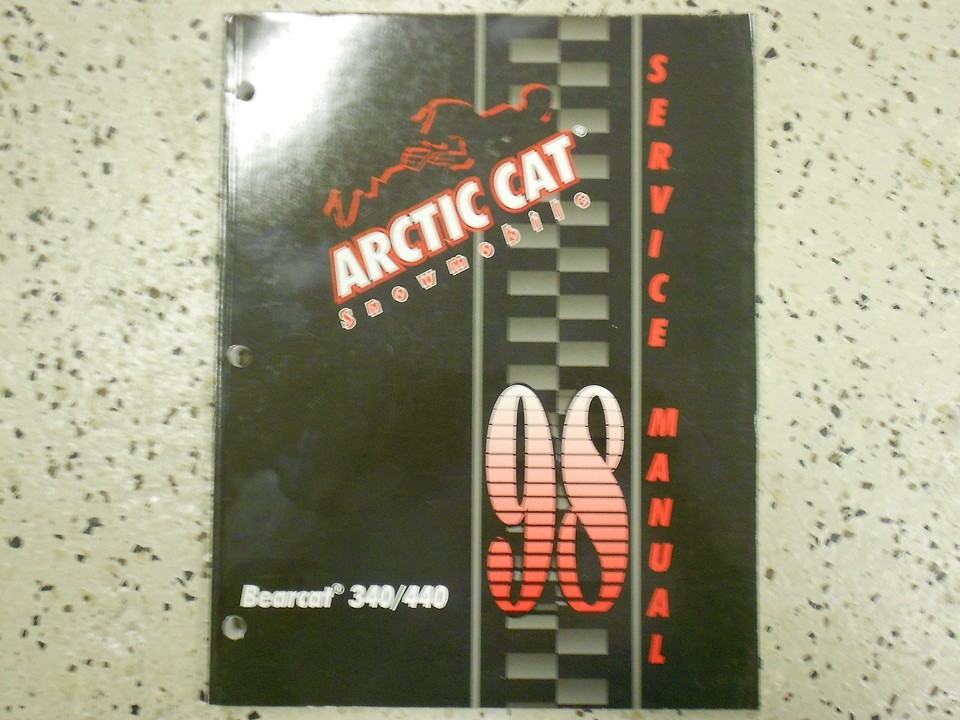 ARCTIC CAT®
Snowmobile
SERVICE MANUAL
98
Bearcat® 340/440